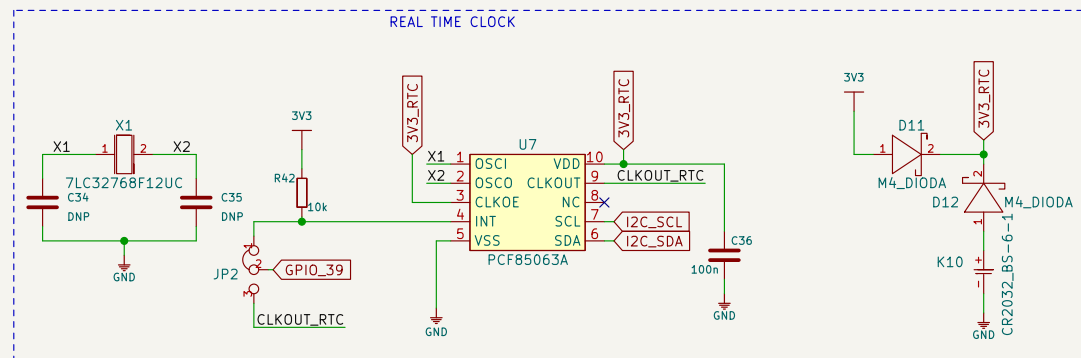 REAL TIME CLOCK
X1
X1
1
2
X2
7LC32768F12UC
C34
DNP
C35
DNP
GND
3V3
R42
10k
JP2
1
2
3
GPIO_39
CLKOUT_RTC
3V3_RTC
3V3_RTC
U7
X1
1
OSCI
VDD
10
X2
2
OSCO
CLKOUT
9
CLKOUT_RTC
3
CLKOE
NC
8
4
INT
SCL
7
I2C_SCL
5
VSS
SDA
6
I2C_SDA
PCF85063A
GND
C36
100n
GND
3V3
D11
1
2
M4_DIODA
3V3_RTC
2
D12
M4_DIODA
1
K10
+
-
CR2032_BS-6-1
GND